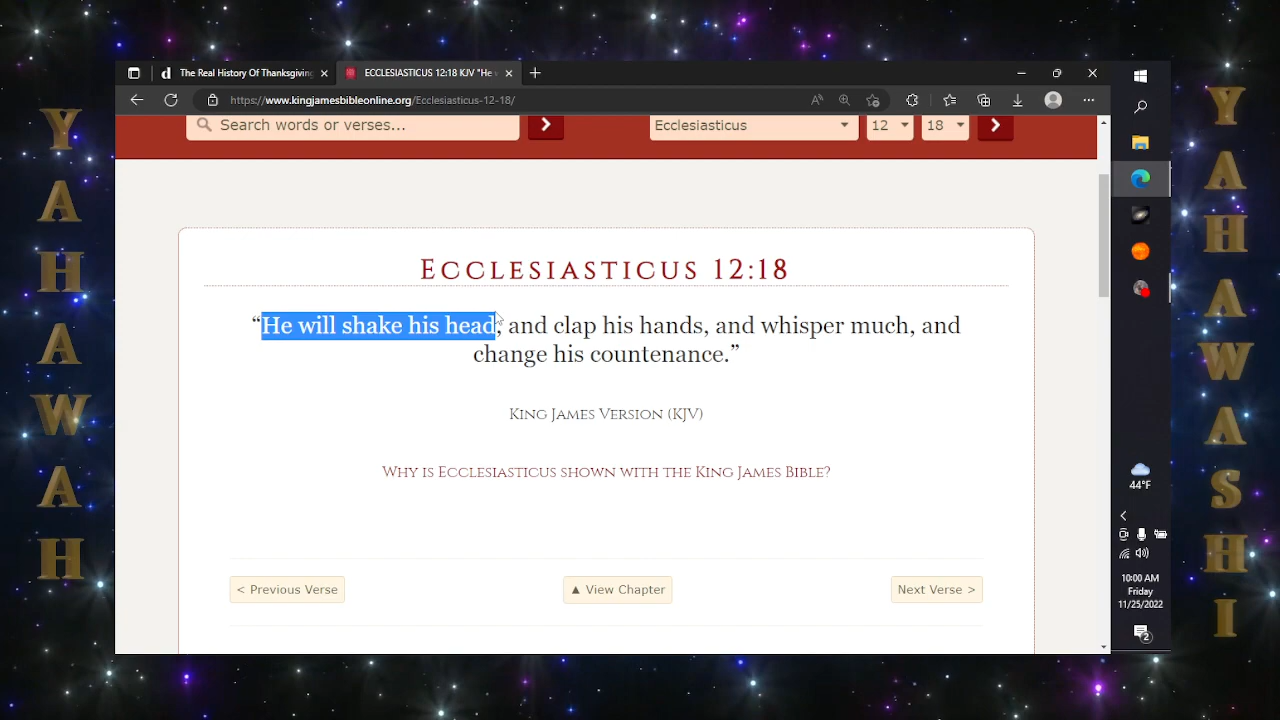 YAHAWAH
The Real History Of Thanksgiving
ECCLESIASTICUS 12:18 KJV "He w
https://www.kingjamesbibleonline.org/Ecclesiasticus-12-18/
Search words or verses...
Ecclesiasticus
12
18
ECCLESIASTICUS 12:18
“He will shake his head, and clap his hands, and whisper much, and
change his countenance.”
KING JAMES VERSION (KJV)
WHY IS ECCLESIASTICUS SHOWN WITH THE KING JAMES BIBLE?
< Previous Verse
▲ View Chapter
Next Verse >
44°F
10:00 AM
Friday
11/25/2022
2
YAHAWASHI